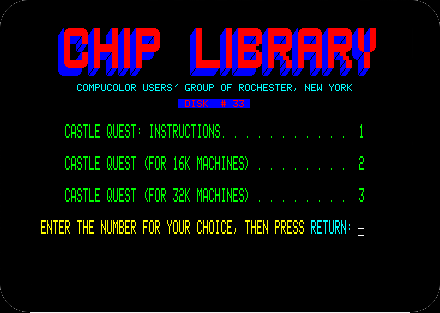 CHIP LIBRARY
COMPUCOLOR USERS' GROUP OF ROCHESTER, NEW YORK
DISK # 33
CASTLE QUEST: INSTRUCTIONS. . . . . . . . . . . 1
CASTLE QUEST (FOR 16K MACHINES) . . . . . . . . 2
CASTLE QUEST (FOR 32K MACHINES) . . . . . . . . 3
ENTER THE NUMBER FOR YOUR CHOICE, THEN PRESS RETURN: _